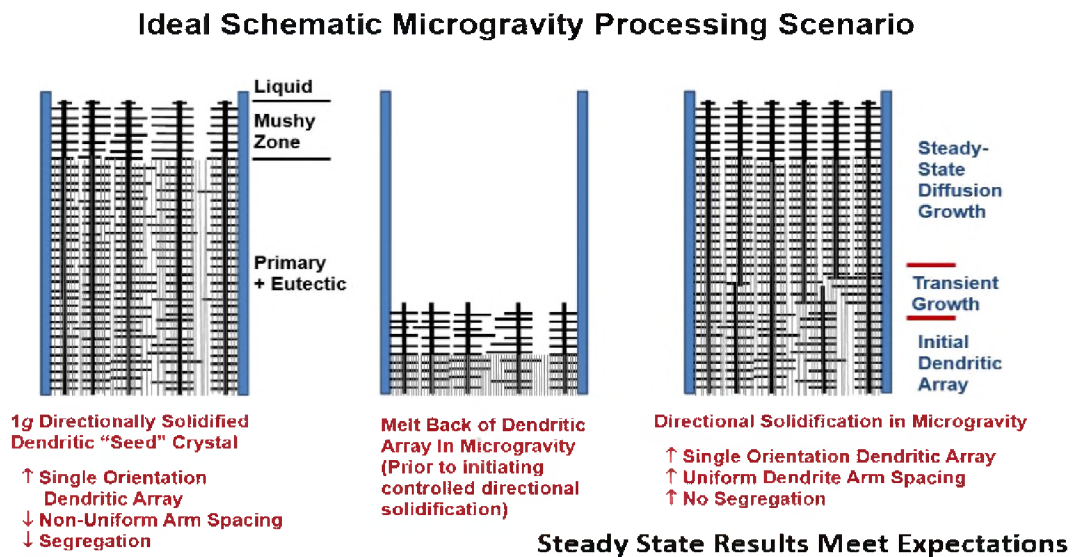 Ideal Schematic Microgravity Processing Scenario
Liquid
Mushy
Zone
Primary
+ Eutectic
1g Directionally Solidified
Dendritic “Seed” Crystal
↑ Single Orientation
Dendritic Array
↓ Non-Uniform Arm Spacing
↓ Segregation
Melt Back of Dendritic
Array In Microgravity
(Prior to initiating
controlled directional
solidification)
Steady-
State
Diffusion
Growth
Transient
Growth
Initial
Dendritic
Array
Directional Solidification in Microgravity
↑ Single Orientation Dendritic Array
↑ Uniform Dendrite Arm Spacing
↑ No Segregation
Steady State Results Meet Expectations